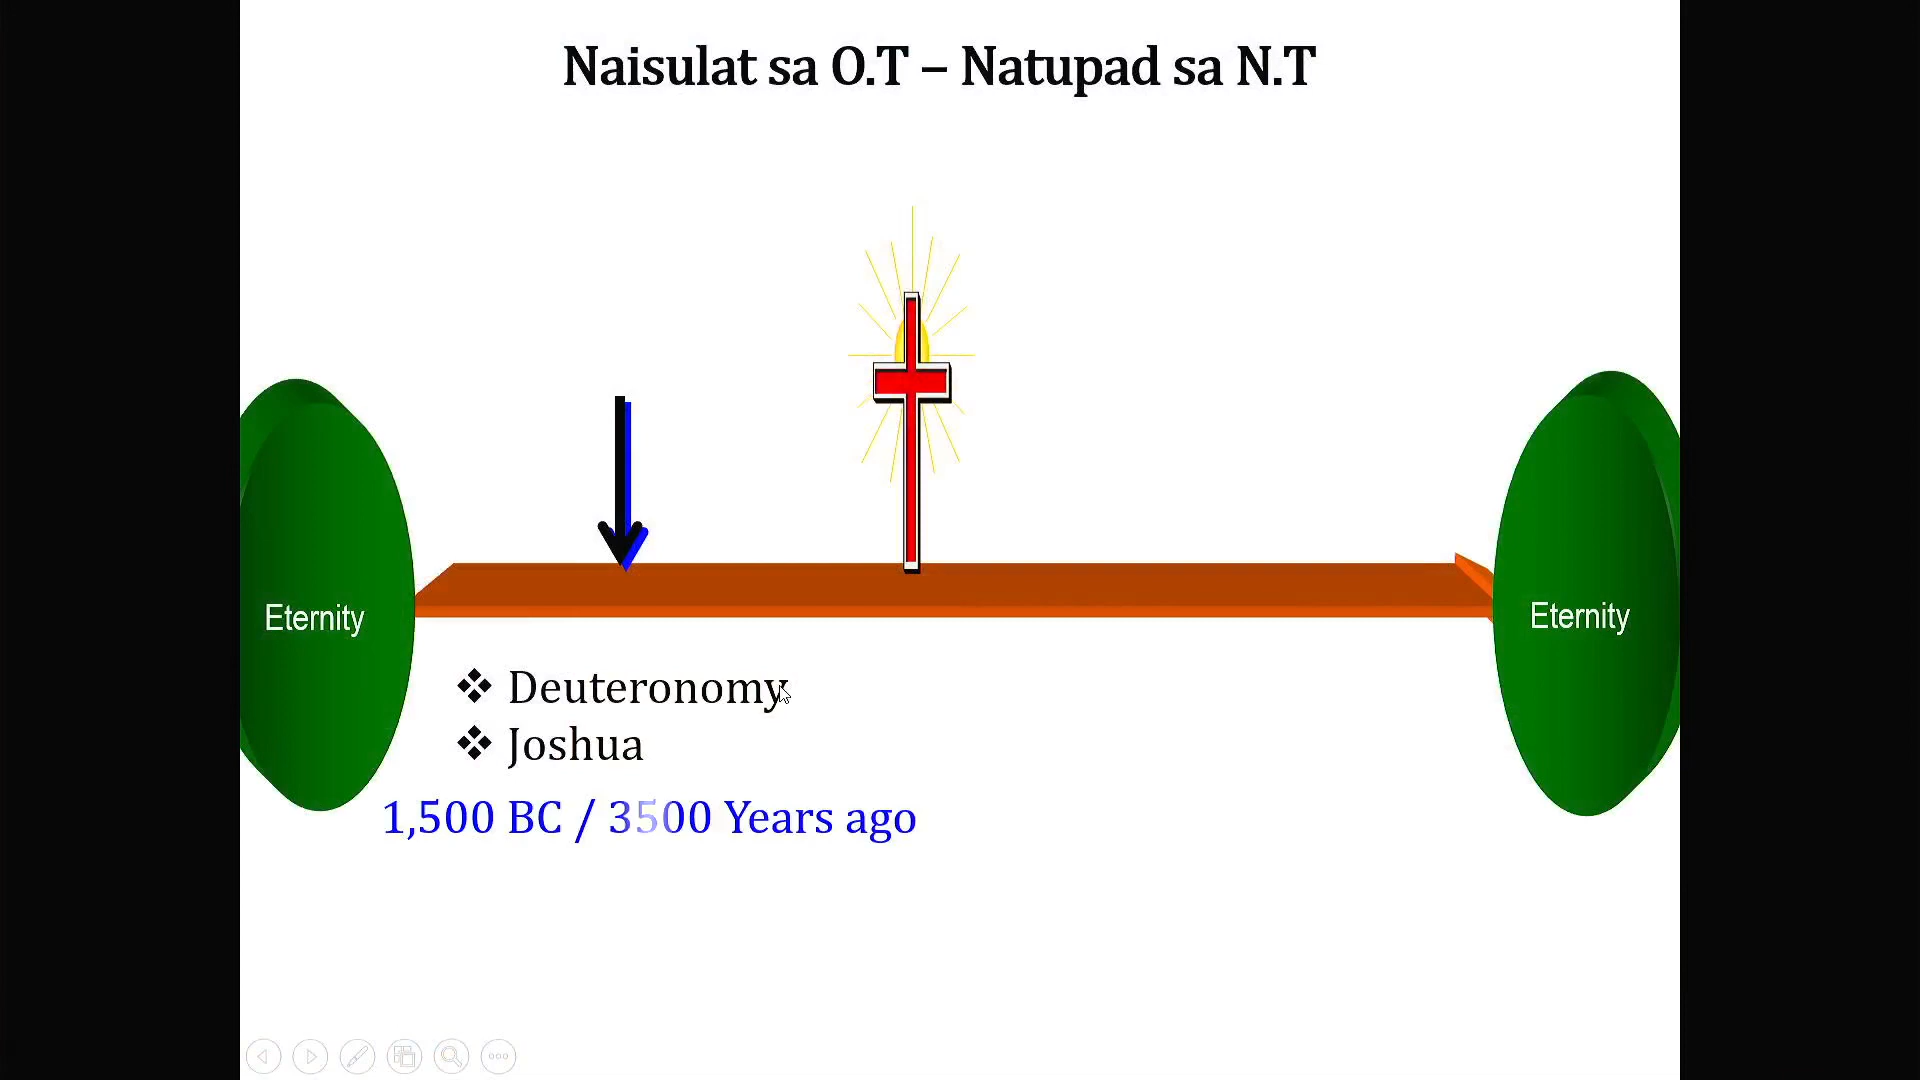 Naisulat sa O.T – Natupad sa N.T
Eternity
Eternity
❖ Deuteronomy
❖ Joshua
1,500 BC / 3500 Years ago